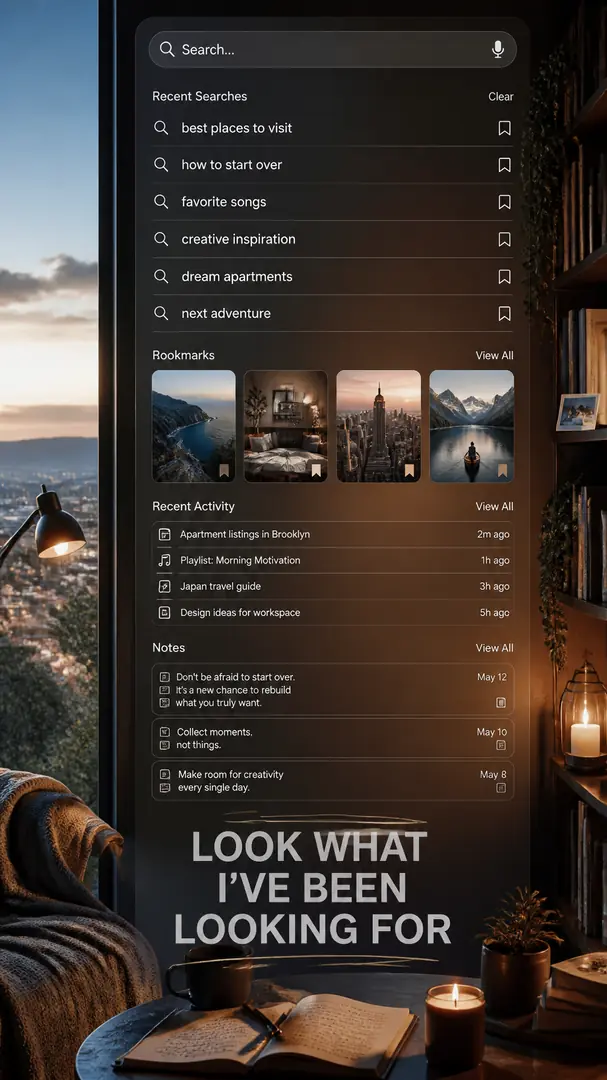 Search...
Recent Searches Clear
best places to visit
how to start over
favorite songs
creative inspiration
dream apartments
next adventure
Rookmarks View All
Recent Activity View All
Apartment listings in Brooklyn 2m ago
Playlist: Morning Motivation 1h ago
Japan travel guide 3h ago
Design ideas for workspace 5h ago
Notes View All
Don't be afraid to start over. May 12
It's a new chance to rebuild
what you truly want.
Collect moments, May 10
not things.
Make room for creativity May 8
every single day.
LOOK WHAT
I'VE BEEN
LOOKING FOR